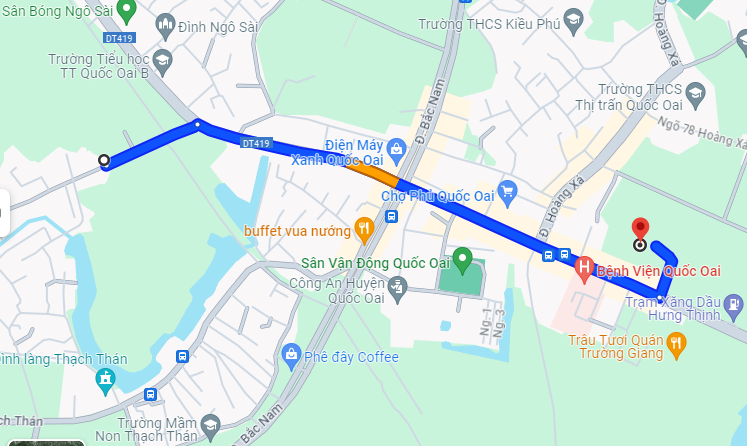 Sân Bóng Ngô Sài
Đình Ngô Sài
DT419
Trường THCS Kiều Phú
Đ. Hoàng Xá
Trường Tiểu học
TT Quốc Oai B
Đ. Bắc Nam
Trường THCS
Thị trấn Quốc Oai
Ngõ 78 Hoàng Xá
DT419
Điện Máy
Xanh Quốc Oai
Chợ Phủ Quốc Oai
Đ. Hoàng Xá
buffet vua nướng
Sân Vận Động Quốc Oai
Bệnh Viện Quốc Oai
H
Công An Huyện
Quốc Oai
Ng. 1
Ng. 3
Trạm Xăng Dầu
Hưng Thịnh
Trâu Tươi Quán
Trường Giang
Phê đây Coffee
Đình làng Thạch Thán
Thạch Thán
Trường Mầm
Non Thạch Thán
Đ. Bắc Nam